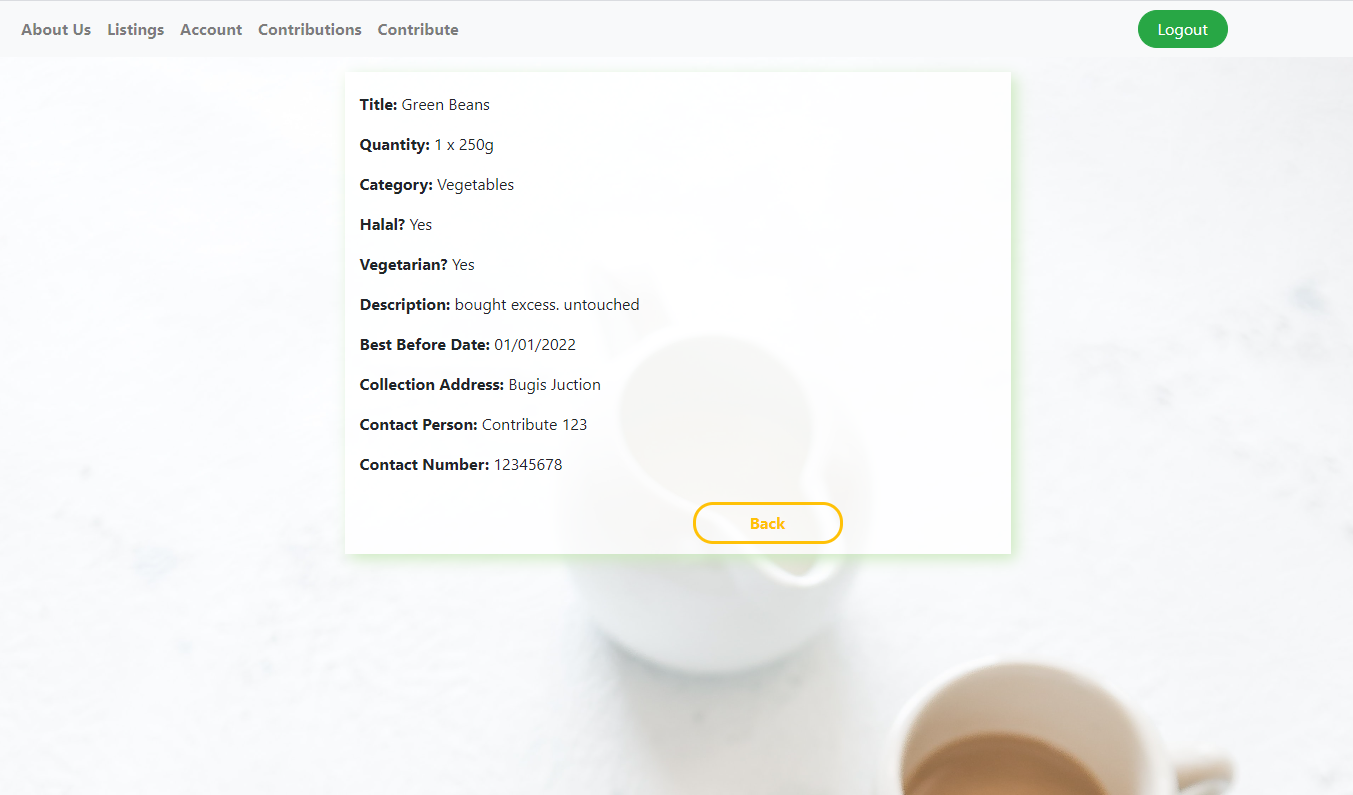 About Us Listings Account Contributions Contribute Logout
Title: Green Beans
Quantity: 1 x 250g
Category: Vegetables
Halal? Yes
Vegetarian? Yes
Description: bought excess. untouched
Best Before Date: 01/01/2022
Collection Address: Bugis Juction
Contact Person: Contribute 123
Contact Number: 12345678
Back